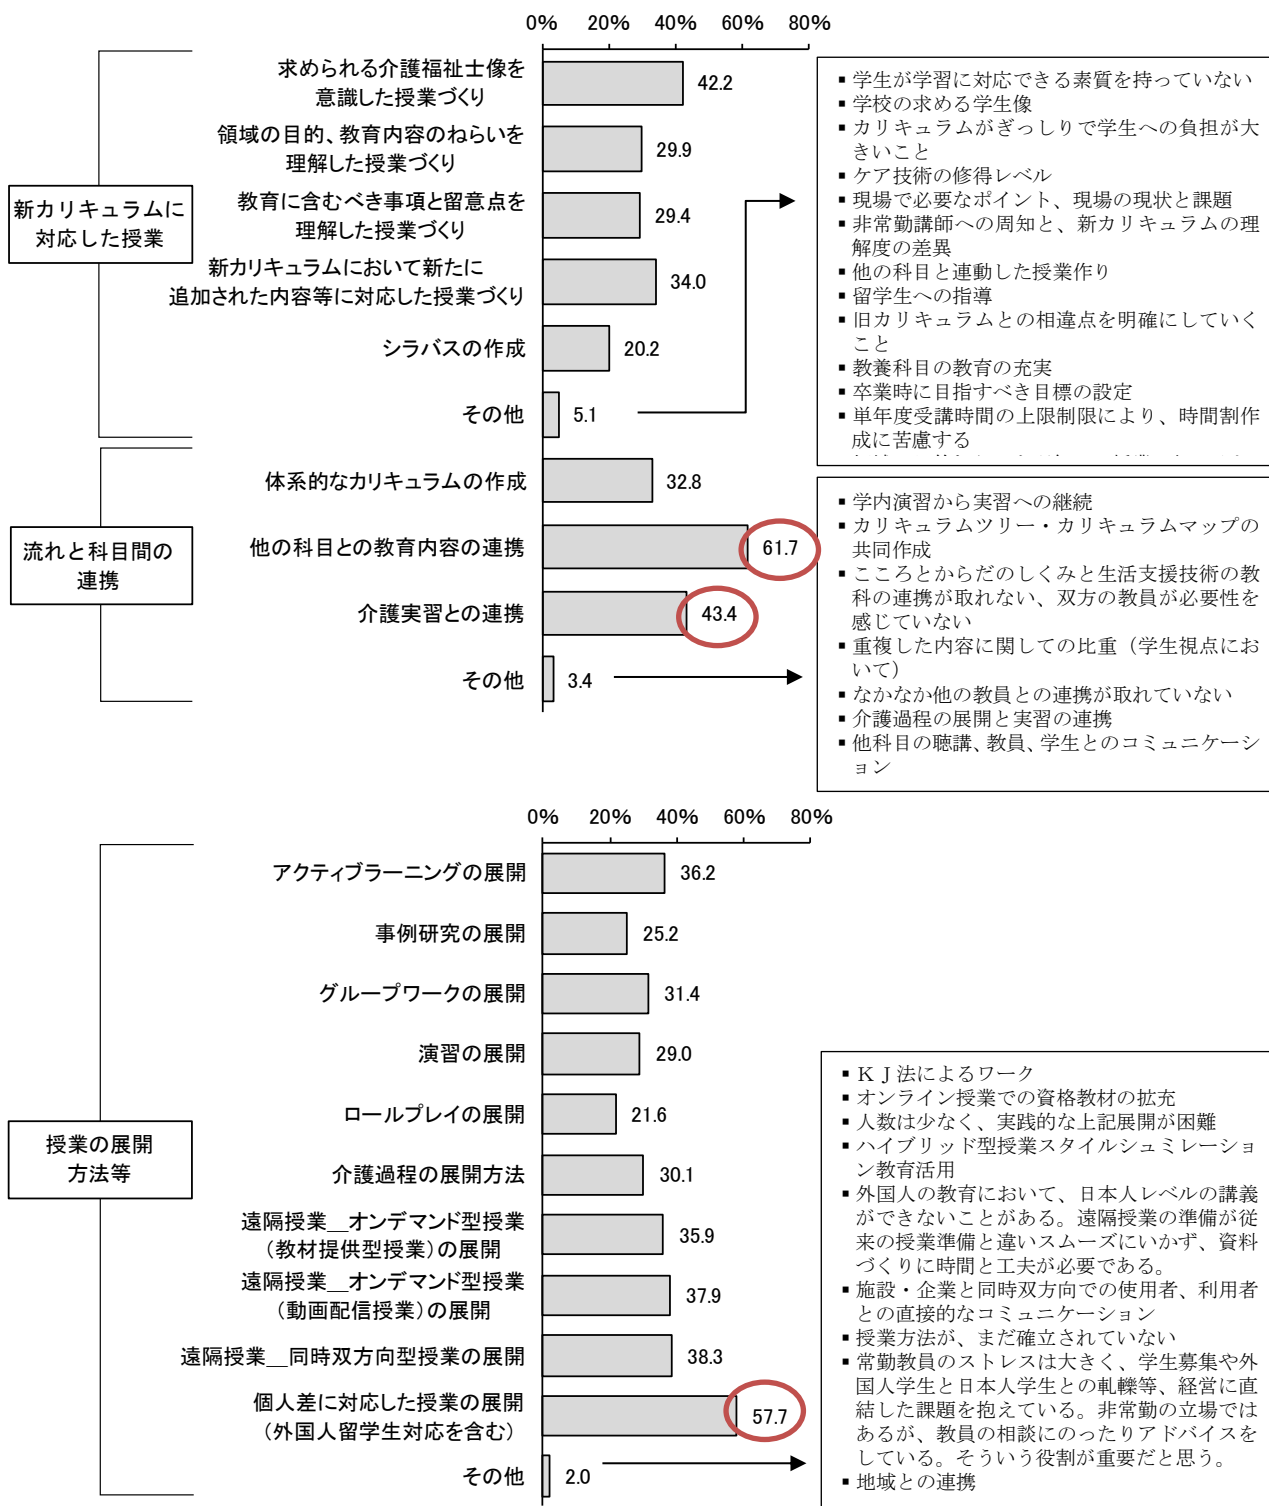 0% 20% 40% 60% 80%
求められる介護福祉士像を
意識した授業づくり
42.2
領域の目的、教育内容のねらいを
理解した授業づくり
29.9
新カリキュラムに
対応した授業
教育に含むべき事項と留意点を
理解した授業づくり
29.4
新カリキュラムにおいて新たに
追加された内容等に対応した授業づくり
34.0
シラバスの作成
20.2
その他
5.1
▪ 学生が学習に対応できる素質を持っていない
▪ 学校の求める学生像
▪ カリキュラムがぎっしりで学生への負担が大
きいこと
▪ ケア技術の修得レベル
▪ 現場で必要なポイント、現場の現状と課題
▪ 非常勤講師への周知と、新カリキュラムの理
解度の差異
▪ 他の科目と連動した授業作り
▪ 留学生への指導
▪ 旧カリキュラムとの相違点を明確にしていく
こと
▪ 教養科目の教育の充実
▪ 卒業時に目指すべき目標の設定
▪ 単年度受講時間の上限制限により、時間割作
成に苦慮する
体系的なカリキュラムの作成
32.8
流れと科目間の
連携
他の科目との教育内容の連携
61.7
介護実習との連携
43.4
その他
3.4
▪ 学内演習から実習への継続
▪ カリキュラムツリー・カリキュラムマップの
共同作成
▪ こころとからだのしくみと生活支援技術の教
科の連携が取れない、双方の教員が必要性を
感じていない
▪ 重複した内容に関しての比重（学生視点にお
いて）
▪ なかなか他の教員との連携が取れていない
▪ 介護過程の展開と実習の連携
▪ 他科目の聴講、教員、学生とのコミュニケーシ
ョン
0% 20% 40% 60% 80%
アクティブラーニングの展開
36.2
事例研究の展開
25.2
グループワークの展開
31.4
演習の展開
29.0
ロールプレイの展開
21.6
授業の展開
方法等
介護過程の展開方法
30.1
遠隔授業__オンデマンド型授業
（教材提供型授業）の展開
35.9
遠隔授業__オンデマンド型授業
（動画配信授業）の展開
37.9
遠隔授業__同時双方向型授業の展開
38.3
個人差に対応した授業の展開
（外国人留学生対応を含む）
57.7
その他
2.0
▪ ＫＪ法によるワーク
▪ オンライン授業での資格教材の拡充
▪ 人数は少なく、実践的な上記展開が困難
▪ ハイブリッド型授業スタイルシュミレーショ
ン教育活用
▪ 外国人の教育において、日本人レベルの講義
ができないことがある。遠隔授業の準備が従
来の授業準備と違いスムーズにいかず、資料
づくりに時間と工夫が必要である。
▪ 施設・企業と同時双方向での使用者、利用者
との直接的なコミュニケーション
▪ 授業方法が、まだ確立されていない
▪ 常勤教員のストレスは大きく、学生募集や外
国人学生と日本人学生との軋轢等、経営に直
結した課題を抱えている。非常勤の立場では
あるが、教員の相談にのったりアドバイスを
している。そういう役割が重要だと思う。
▪ 地域との連携